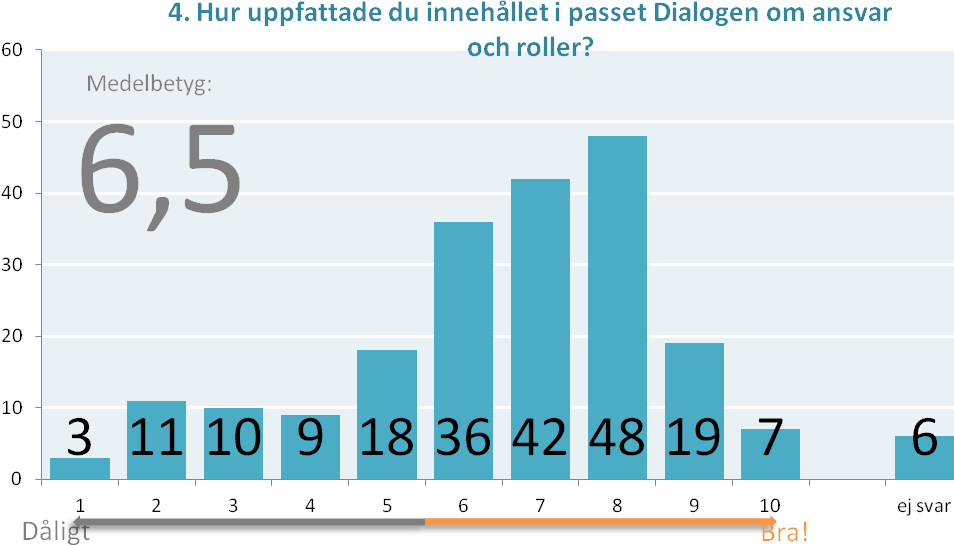 4. Hur uppfattade du innehållet i passet Dialogen om ansvar
och roller?
Medelbetyg:
6,5
60
50
40
30
20
10
0
3 11 10 9 18 36 42 48 19 7 6
1 2 3 4 5 6 7 8 9 10 ej svar
Dåligt Bra!